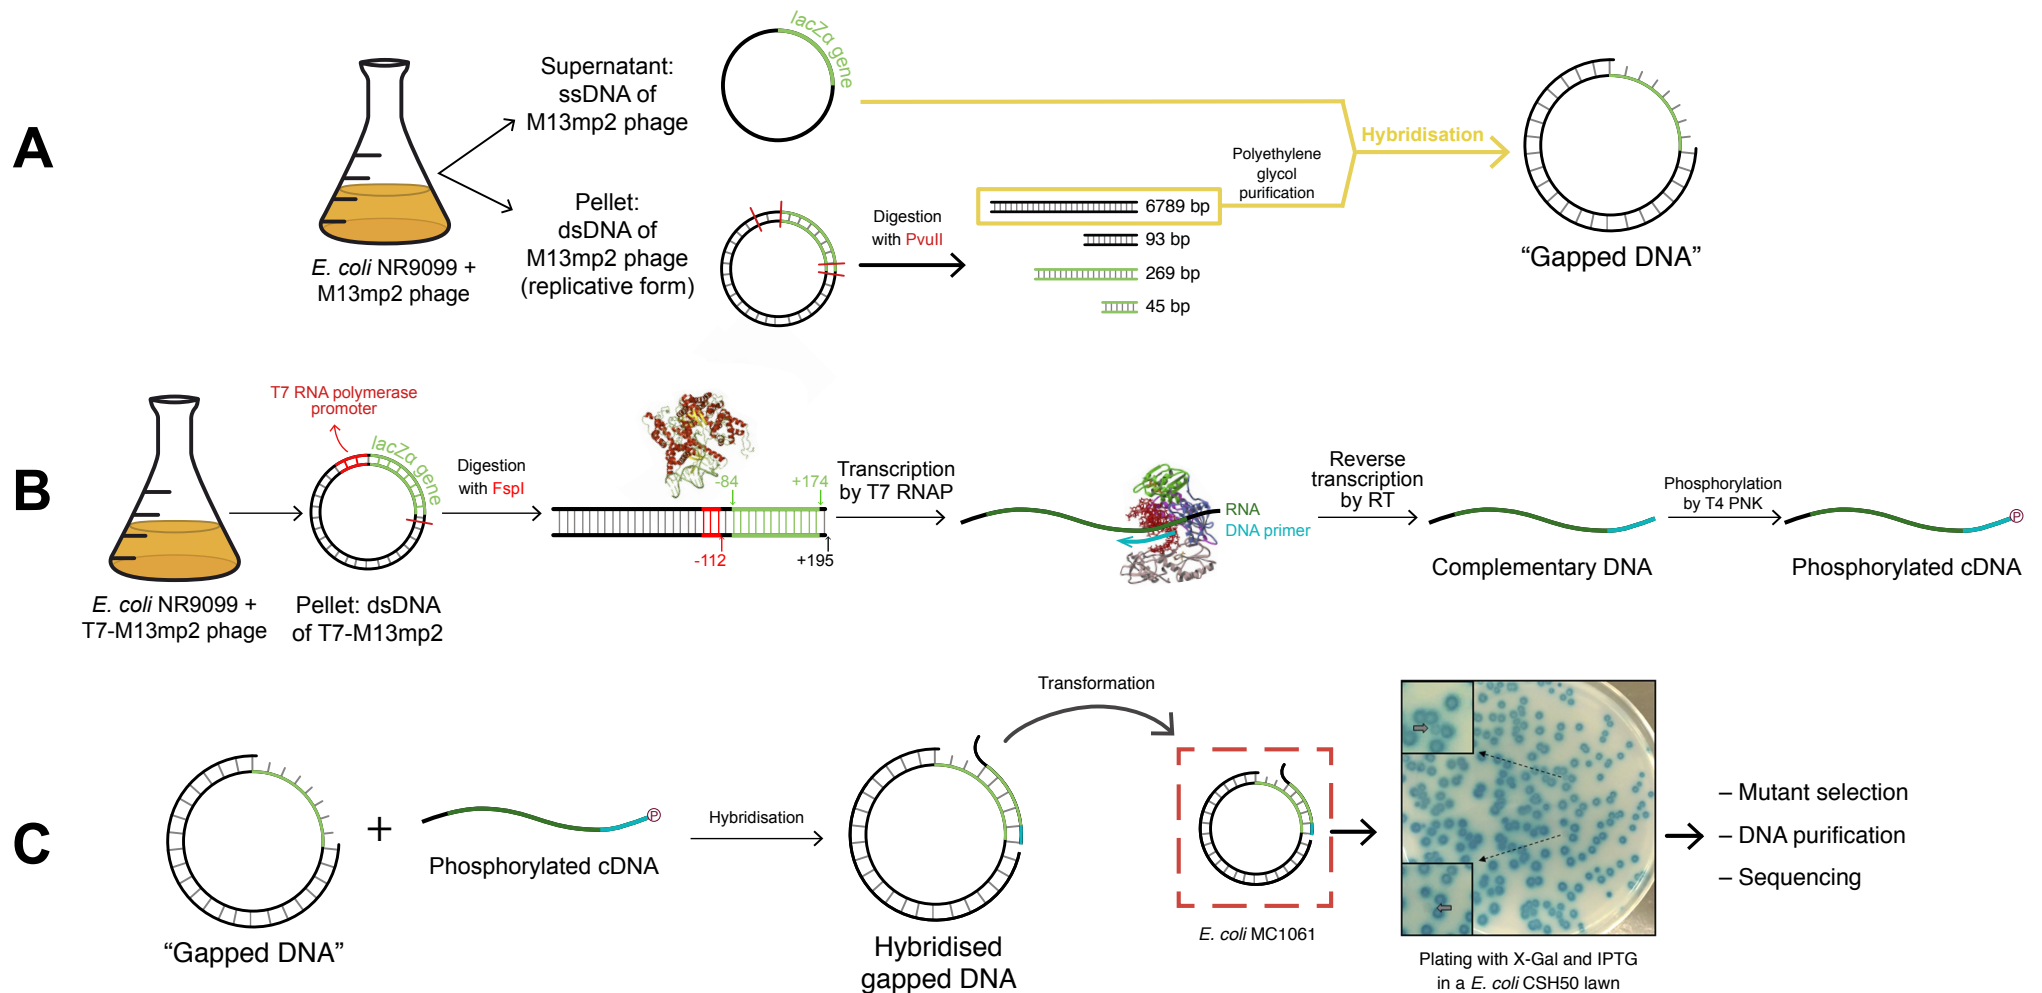 A
Supernatant:
ssDNA of
M13mp2 phage
lacZα gene
E. coli NR9099 +
M13mp2 phage
Pellet:
dsDNA of
M13mp2 phage
(replicative form)
Digestion
with PvuII
6789 bp
93 bp
269 bp
45 bp
Polyethylene
glycol
purification
Hybridisation
“Gapped DNA”
B
E. coli NR9099 +
T7-M13mp2 phage
T7 RNA polymerase
promoter
lacZα gene
Pellet: dsDNA
of T7-M13mp2
Digestion
with FspI
-84
+174
-112
+195
Transcription
by T7 RNAP
RNA
DNA primer
Reverse
transcription
by RT
Complementary DNA
Phosphorylation
by T4 PNK
P
Phosphorylated cDNA
C
“Gapped DNA”
+
P
Phosphorylated cDNA
Hybridisation
Hybridised
gapped DNA
Transformation
E. coli MC1061
Plating with X-Gal and IPTG
in a E. coli CSH50 lawn
– Mutant selection
– DNA purification
– Sequencing